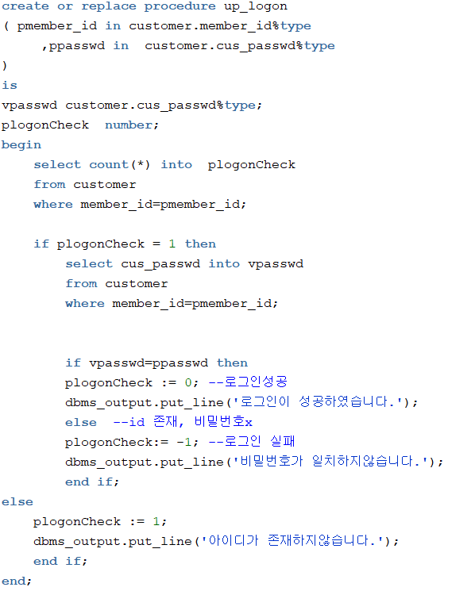 create or replace procedure up_logon
( pmember_id in customer.member_id%type
,ppasswd in customer.cus_passwd%type
)
is
vpasswd customer.cus_passwd%type;
plogonCheck number;
begin
select count(*) into plogonCheck
from customer
where member_id=pmember_id;
if plogonCheck = 1 then
select cus_passwd into vpasswd
from customer
where member_id=pmember_id;
if vpasswd=ppasswd then
plogonCheck := 0; --로그인성공
dbms_output.put_line('로그인이 성공하였습니다.');
else --id 존재, 비밀번호x
plogonCheck:= -1; --로그인 실패
dbms_output.put_line('비밀번호가 일치하지않습니다.');
end if;
else
plogonCheck := 1;
dbms_output.put_line('아이디가 존재하지않습니다.');
end if;
end;